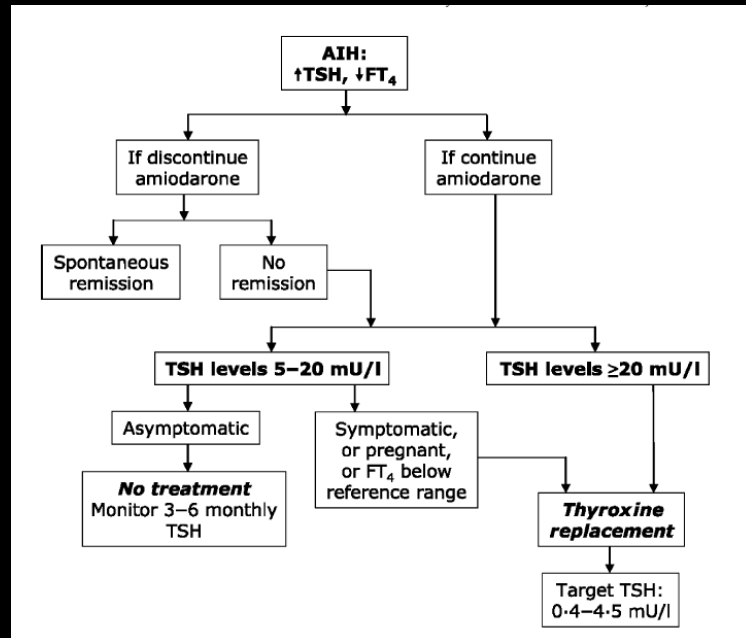 AIH:
↑TSH, ↓FT₄
If discontinue
amiodarone
If continue
amiodarone
Spontaneous
remission
No
remission
TSH levels 5–20 mU/l
TSH levels ≥20 mU/l
Asymptomatic
Symptomatic,
or pregnant,
or FT₄ below
reference range
No treatment
Monitor 3–6 monthly
TSH
Thyroxine
replacement
Target TSH:
0·4–4·5 mU/l